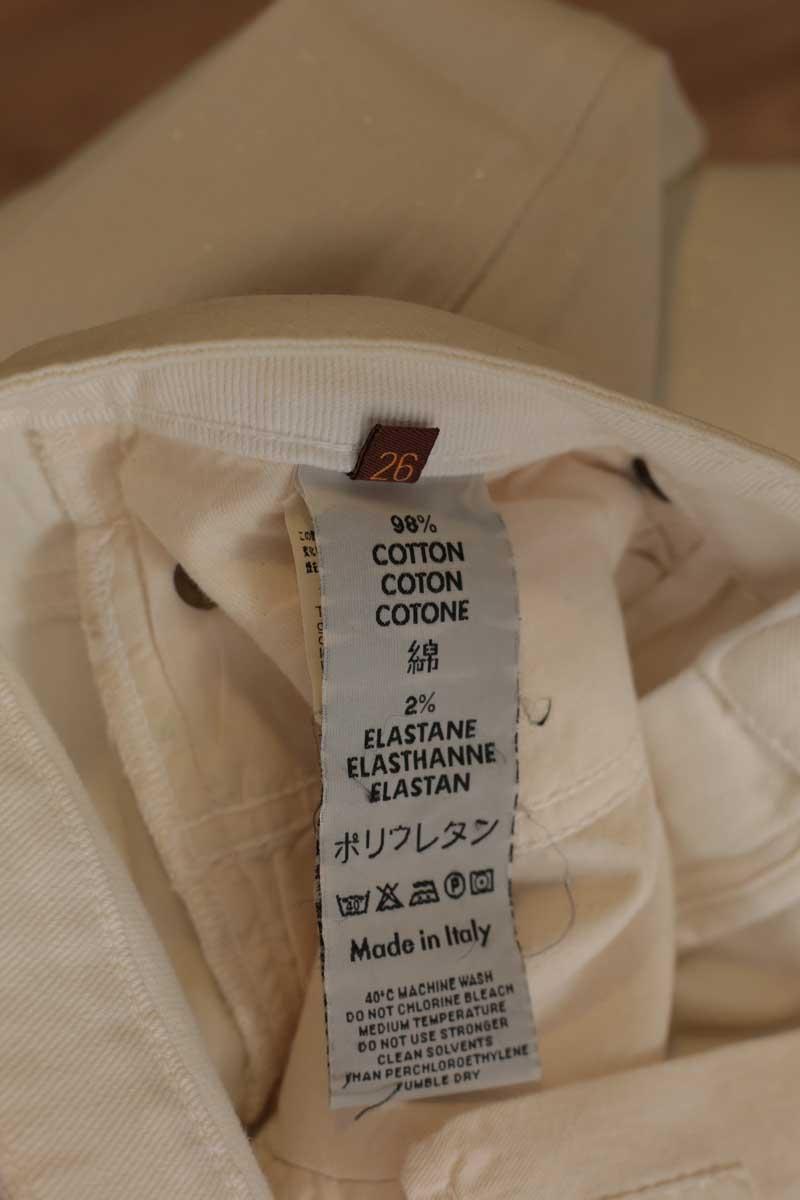 26
98%
COTTON
COTON
COTONE
綿
2%
ELASTANE
ELASTHANNE
ELASTAN
ポリウレタン
40°
P
Made in Italy
40°C MACHINE WASH
DO NOT CHLORINE BLEACH
MEDIUM TEMPERATURE
DO NOT USE STRONGER
CLEAN SOLVENTS
THAN PERCHLOROETHYLENE
TUMBLE DRY